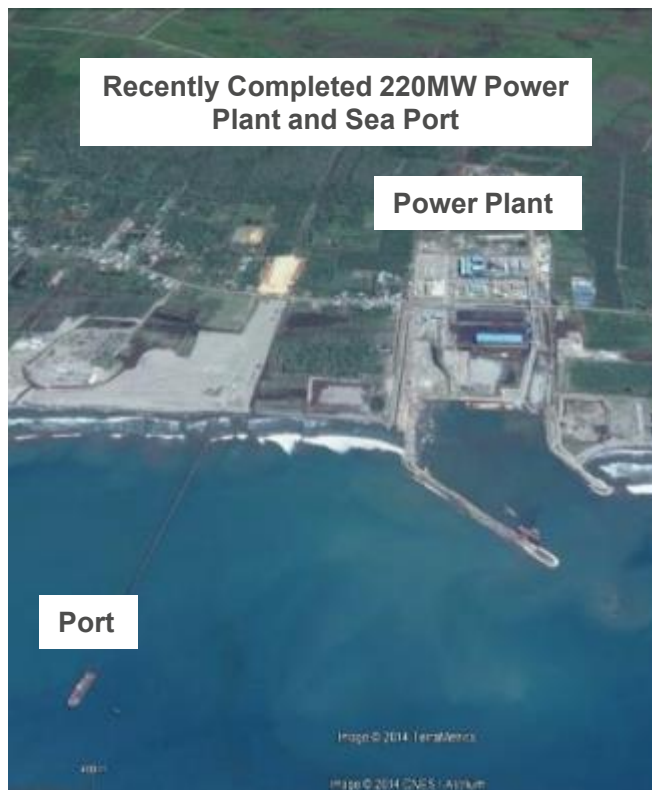 Recently Completed 220MW Power
Plant and Sea Port
Power Plant
Port
Image © 2014 TerraMetrics
Image © 2014 CNES / Astrium